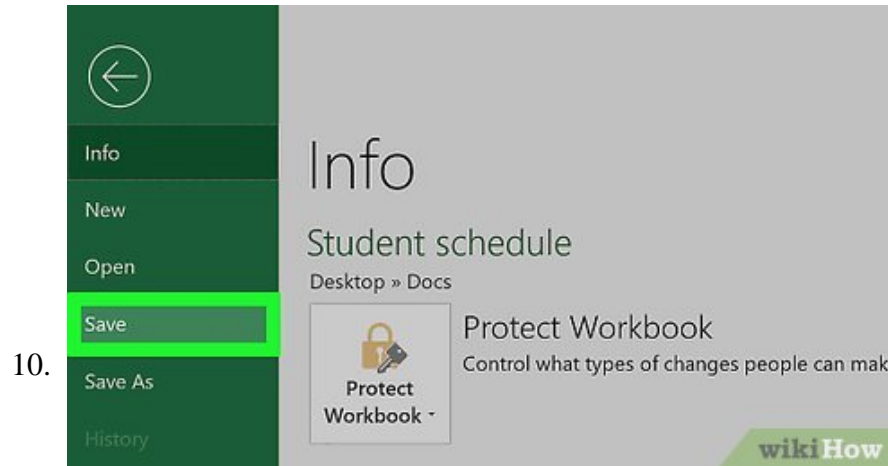 Info
New
Open
Save
Save As
History
Info
Student schedule
Desktop » Docs
Protect Workbook
Control what types of changes people can mak
Protect
Workbook
10.
wikiHow